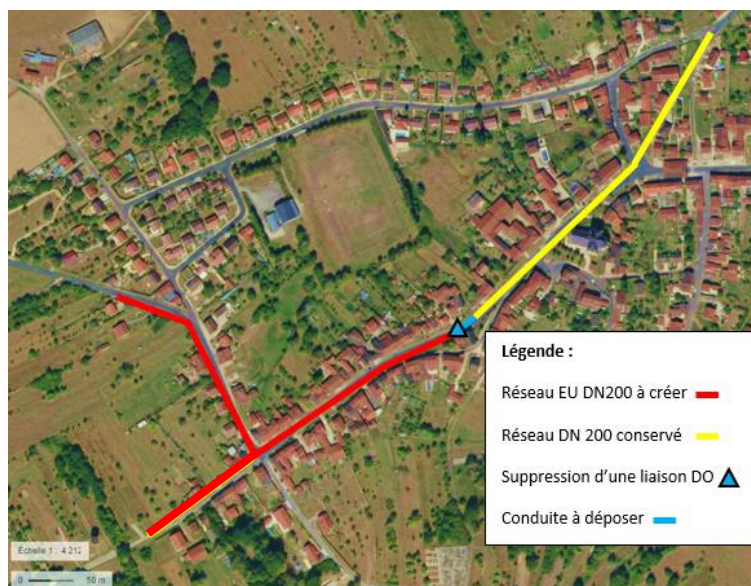 Légende :
Réseau EU DN200 à créer
Réseau DN 200 conservé
Suppression d’une liaison DO
Conduite à déposer
Échelle 1 : 4 212
0 50 m